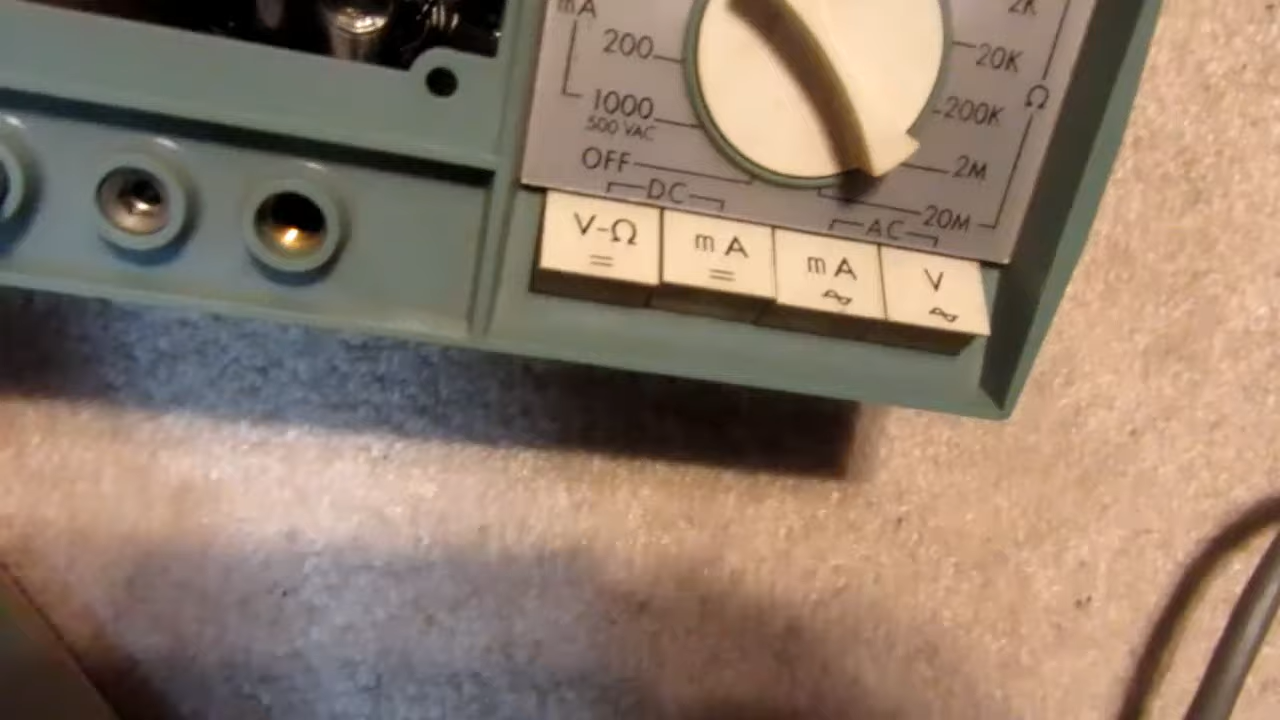 mA
2K
200
20K
1000
200K
Ω
500 VAC
OFF
2M
DC
20M
AC
V-Ω
mA
mA
V